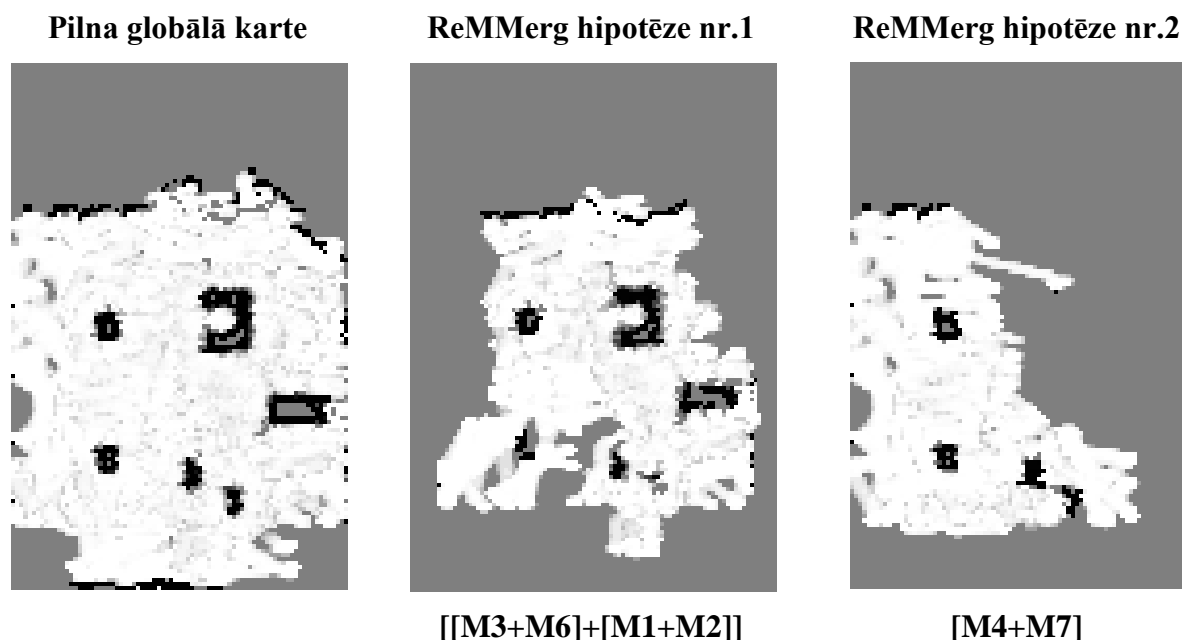 Pilna globālā karte
ReMMerg hipotēze nr.1
ReMMerg hipotēze nr.2
[[M3+M6]+[M1+M2]]
[M4+M7]